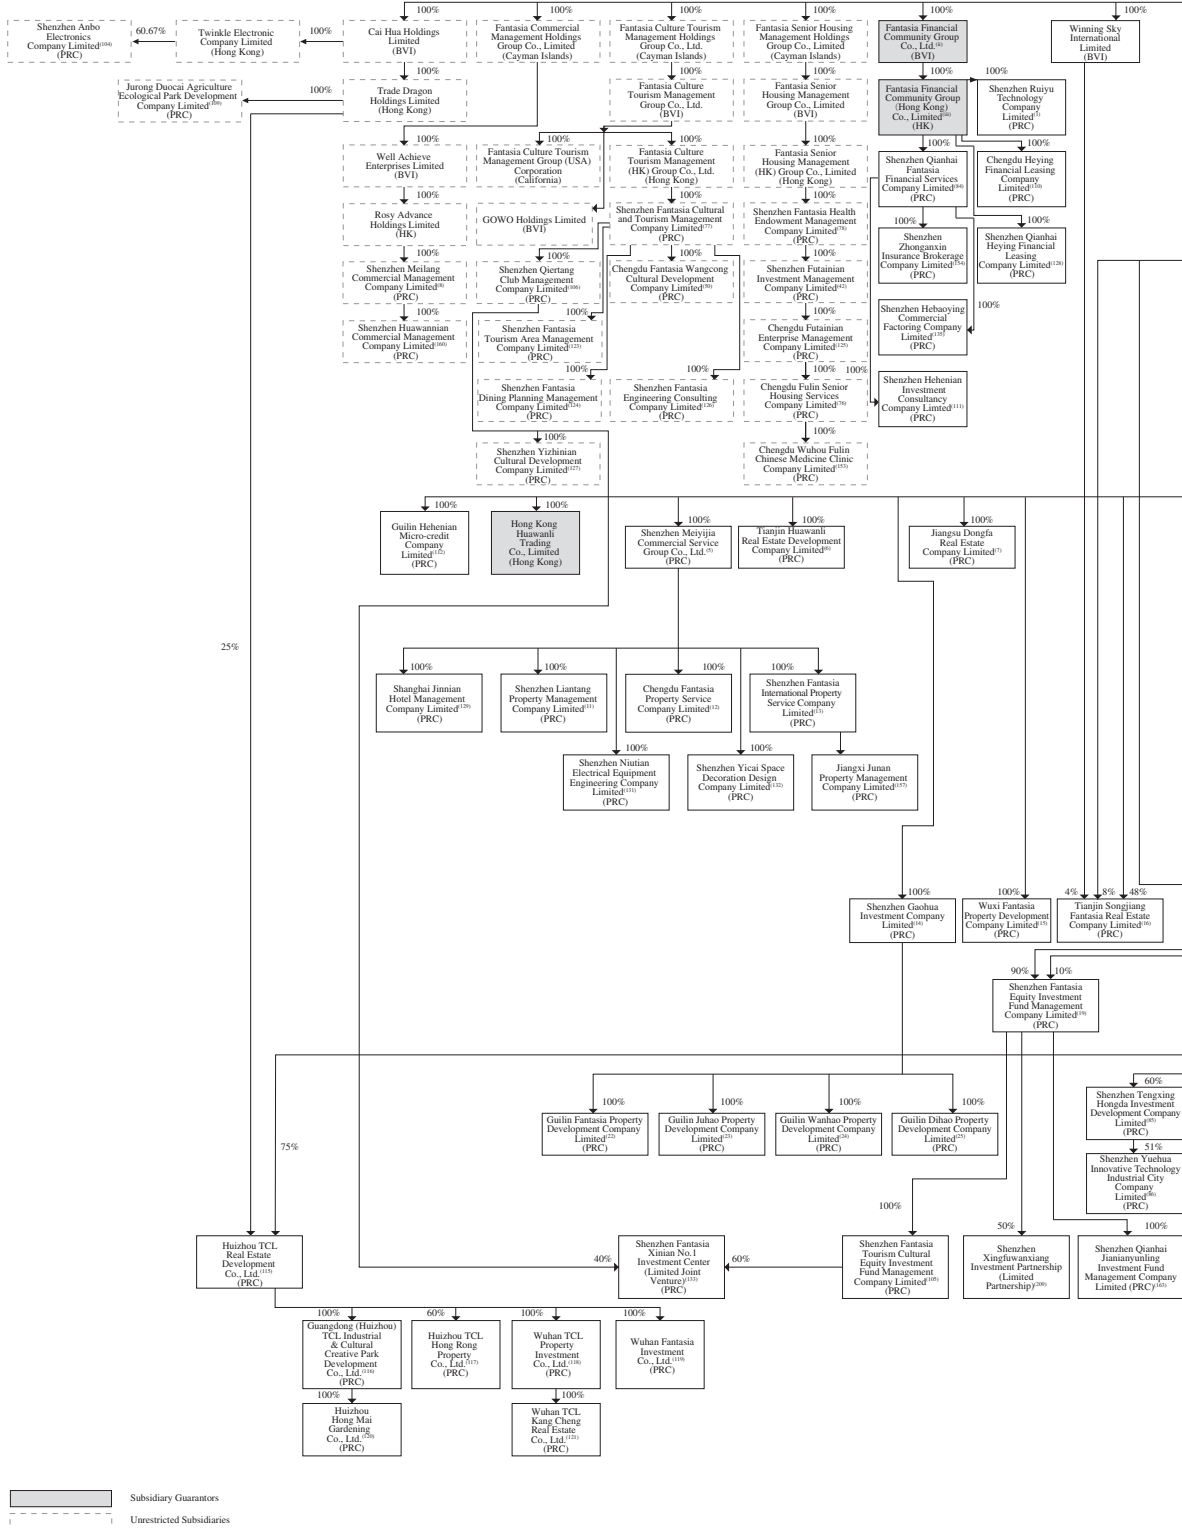 100%
100%
100%
100%
100%
100%
Shenzhen Anbo
Electronics
Company Limited(104)
(PRC)
60.67%
Twinkle Electronic
Company Limited
(Hong Kong)
100%
Cai Hua Holdings
Limited
(BVI)
Fantasia Commercial
Management Holdings
Group Co., Limited
(Cayman Islands)
Fantasia Culture Tourism
Management Holdings
Group Co., Ltd.
(Cayman Islands)
Fantasia Senior Housing
Management Holdings
Group Co., Limited
(Cayman Islands)
Fantasia Financial
Community Group
Co., Ltd.
(BVI)
Winning Sky
International
Limited
(BVI)
100%
100%
100%
100%
100%
Jurong Duocai Agriculture
Ecological Park Development
Company Limited(109)
(PRC)
100%
Trade Dragon
Holdings Limited
(Hong Kong)
Fantasia Culture
Tourism Management
Group Co., Ltd.
(BVI)
Fantasia Senior
Housing Management
Group Co., Limited
(BVI)
Fantasia Financial
Community Group
(Hong Kong)
Co., Limited
(HK)
Shenzhen Ruiyu
Technology
Company
Limited
(PRC)
100%
100%
100%
100%
100%
100%
Well Achieve
Enterprises Limited
(BVI)
Fantasia Culture Tourism
Management Group (USA)
Corporation
(California)
Fantasia Culture
Tourism Management
(HK) Group Co., Ltd.
(Hong Kong)
Fantasia Senior
Housing Management
(HK) Group Co., Limited
(Hong Kong)
Shenzhen Qianhai
Fantasia
Financial Services
Company Limited(84)
(PRC)
Chengdu Heying
Financial Leasing
Company
Limited(110)
(PRC)
100%
100%
100%
100%
100%
Rosy Advance
Holdings Limited
(HK)
GOWO Holdings Limited
(BVI)
Shenzhen Fantasia Cultural
and Tourism Management
Company Limited(77)
(PRC)
Shenzhen Fantasia Health
Endowment Management
Company Limited(78)
(PRC)
Shenzhen
Zhonganxin
Insurance Brokerage
Company Limited(154)
(PRC)
Shenzhen Qianhai
Heying Financial
Leasing
Company Limited(128)
(PRC)
100%
100%
100%
100%
Shenzhen Meilang
Commercial Management
Company Limited(8)
(PRC)
Shenzhen Qiertang
Club Management
Company Limited(106)
(PRC)
Chengdu Fantasia Wangcong
Cultural Development
Company Limited(50)
(PRC)
Shenzhen Futainian
Investment Management
Company Limited(42)
(PRC)
Shenzhen Hebaoying
Commercial
Factoring Company
Limited(135)
(PRC)
100%
100%
100%
100%
Shenzhen Huawannian
Commercial Management
Company Limited(160)
(PRC)
Shenzhen Fantasia
Tourism Area Management
Company Limited(123)
(PRC)
Chengdu Futainian
Enterprise Management
Company Limited(125)
(PRC)
100%
100%
100%
100%
Shenzhen Fantasia
Dining Planning Management
Company Limited(124)
(PRC)
Shenzhen Fantasia
Engineering Consulting
Company Limited(126)
(PRC)
Chengdu Fulin Senior
Housing Services
Company Limited(76)
(PRC)
Shenzhen Hehenian
Investment
Consultancy
Company Limted(111)
(PRC)
100%
100%
Shenzhen Yizhinian
Cultural Development
Company Limited(127)
(PRC)
Chengdu Wuhou Fulin
Chinese Medicine Clinic
Company Limited(153)
(PRC)
100%
100%
100%
100%
100%
Guilin Hehenian
Micro-credit
Company
Limited(112)
(PRC)
Hong Kong
Huawanli
Trading
Co., Limited
(Hong Kong)
Shenzhen Meiyijia
Commercial Service
Group Co., Ltd.(5)
(PRC)
Tianjin Huawanli
Real Estate Development
Company Limited(6)
(PRC)
Jiangsu Dongfa
Real Estate
Company Limited(7)
(PRC)
25%
100%
100%
100%
100%
Shanghai Jinnian
Hotel Management
Company Limited(129)
(PRC)
Shenzhen Liantang
Property Management
Company Limited(11)
(PRC)
Chengdu Fantasia
Property Service
Company Limited(12)
(PRC)
Shenzhen Fantasia
International Property
Service Company
Limited(13)
(PRC)
100%
100%
Shenzhen Niutian
Electrical Equipment
Engineering Company
Limited(131)
(PRC)
Shenzhen Yicai Space
Decoration Design
Company Limited(132)
(PRC)
Jiangxi Junan
Property Management
Company Limited(157)
(PRC)
100%
100%
4%
8%
48%
Shenzhen Gaohua
Investment Company
Limited(14)
(PRC)
Wuxi Fantasia
Property Development
Company Limited(15)
(PRC)
Tianjin Songjiang
Fantasia Real Estate
Company Limited(16)
(PRC)
90%
10%
Shenzhen Fantasia
Equity Investment
Fund Management
Company Limited(19)
(PRC)
60%
Shenzhen Tengxing
Hongda Investment
Development Company
Limited(85)
(PRC)
100%
100%
100%
100%
Guilin Fantasia Property
Development Company
Limited(22)
(PRC)
Guilin Juhao Property
Development Company
Limited(23)
(PRC)
Guilin Wanhao Property
Development Company
Limited(24)
(PRC)
Guilin Dihao Property
Development Company
Limited(25)
(PRC)
75%
51%
Shenzhen Yuehua
Innovative Technology
Industrial City
Company
Limited(86)
(PRC)
100%
50%
100%
Huizhou TCL
Real Estate
Development
Co., Ltd.(115)
(PRC)
40%
Shenzhen Fantasia
Xinian No.1
Investment Center
(Limited Joint
Venture)(133)
(PRC)
60%
Shenzhen Fantasia
Tourism Cultural
Equity Investment
Fund Management
Company Limited(105)
(PRC)
Shenzhen
Xingfuwanxiang
Investment Partnership
(Limited
Partnership)(208)
Shenzhen Qianhai
Jianianyunling
Investment Fund
Management Company
Limited (PRC)(163)
100%
60%
100%
100%
Guangdong (Huizhou)
TCL Industrial
& Cultural
Creative Park
Development
Co., Ltd.(116)
(PRC)
Huizhou TCL
Hong Rong
Property
Co., Ltd.(117)
(PRC)
Wuhan TCL
Property
Investment
Co., Ltd.(118)
(PRC)
Wuhan Fantasia
Investment
Co., Ltd.(119)
(PRC)
100%
100%
Huizhou
Hong Mai
Gardening
Co., Ltd.(120)
(PRC)
Wuhan TCL
Kang Cheng
Real Estate
Co., Ltd.(121)
(PRC)
Subsidiary Guarantors
Unrestricted Subsidiaries